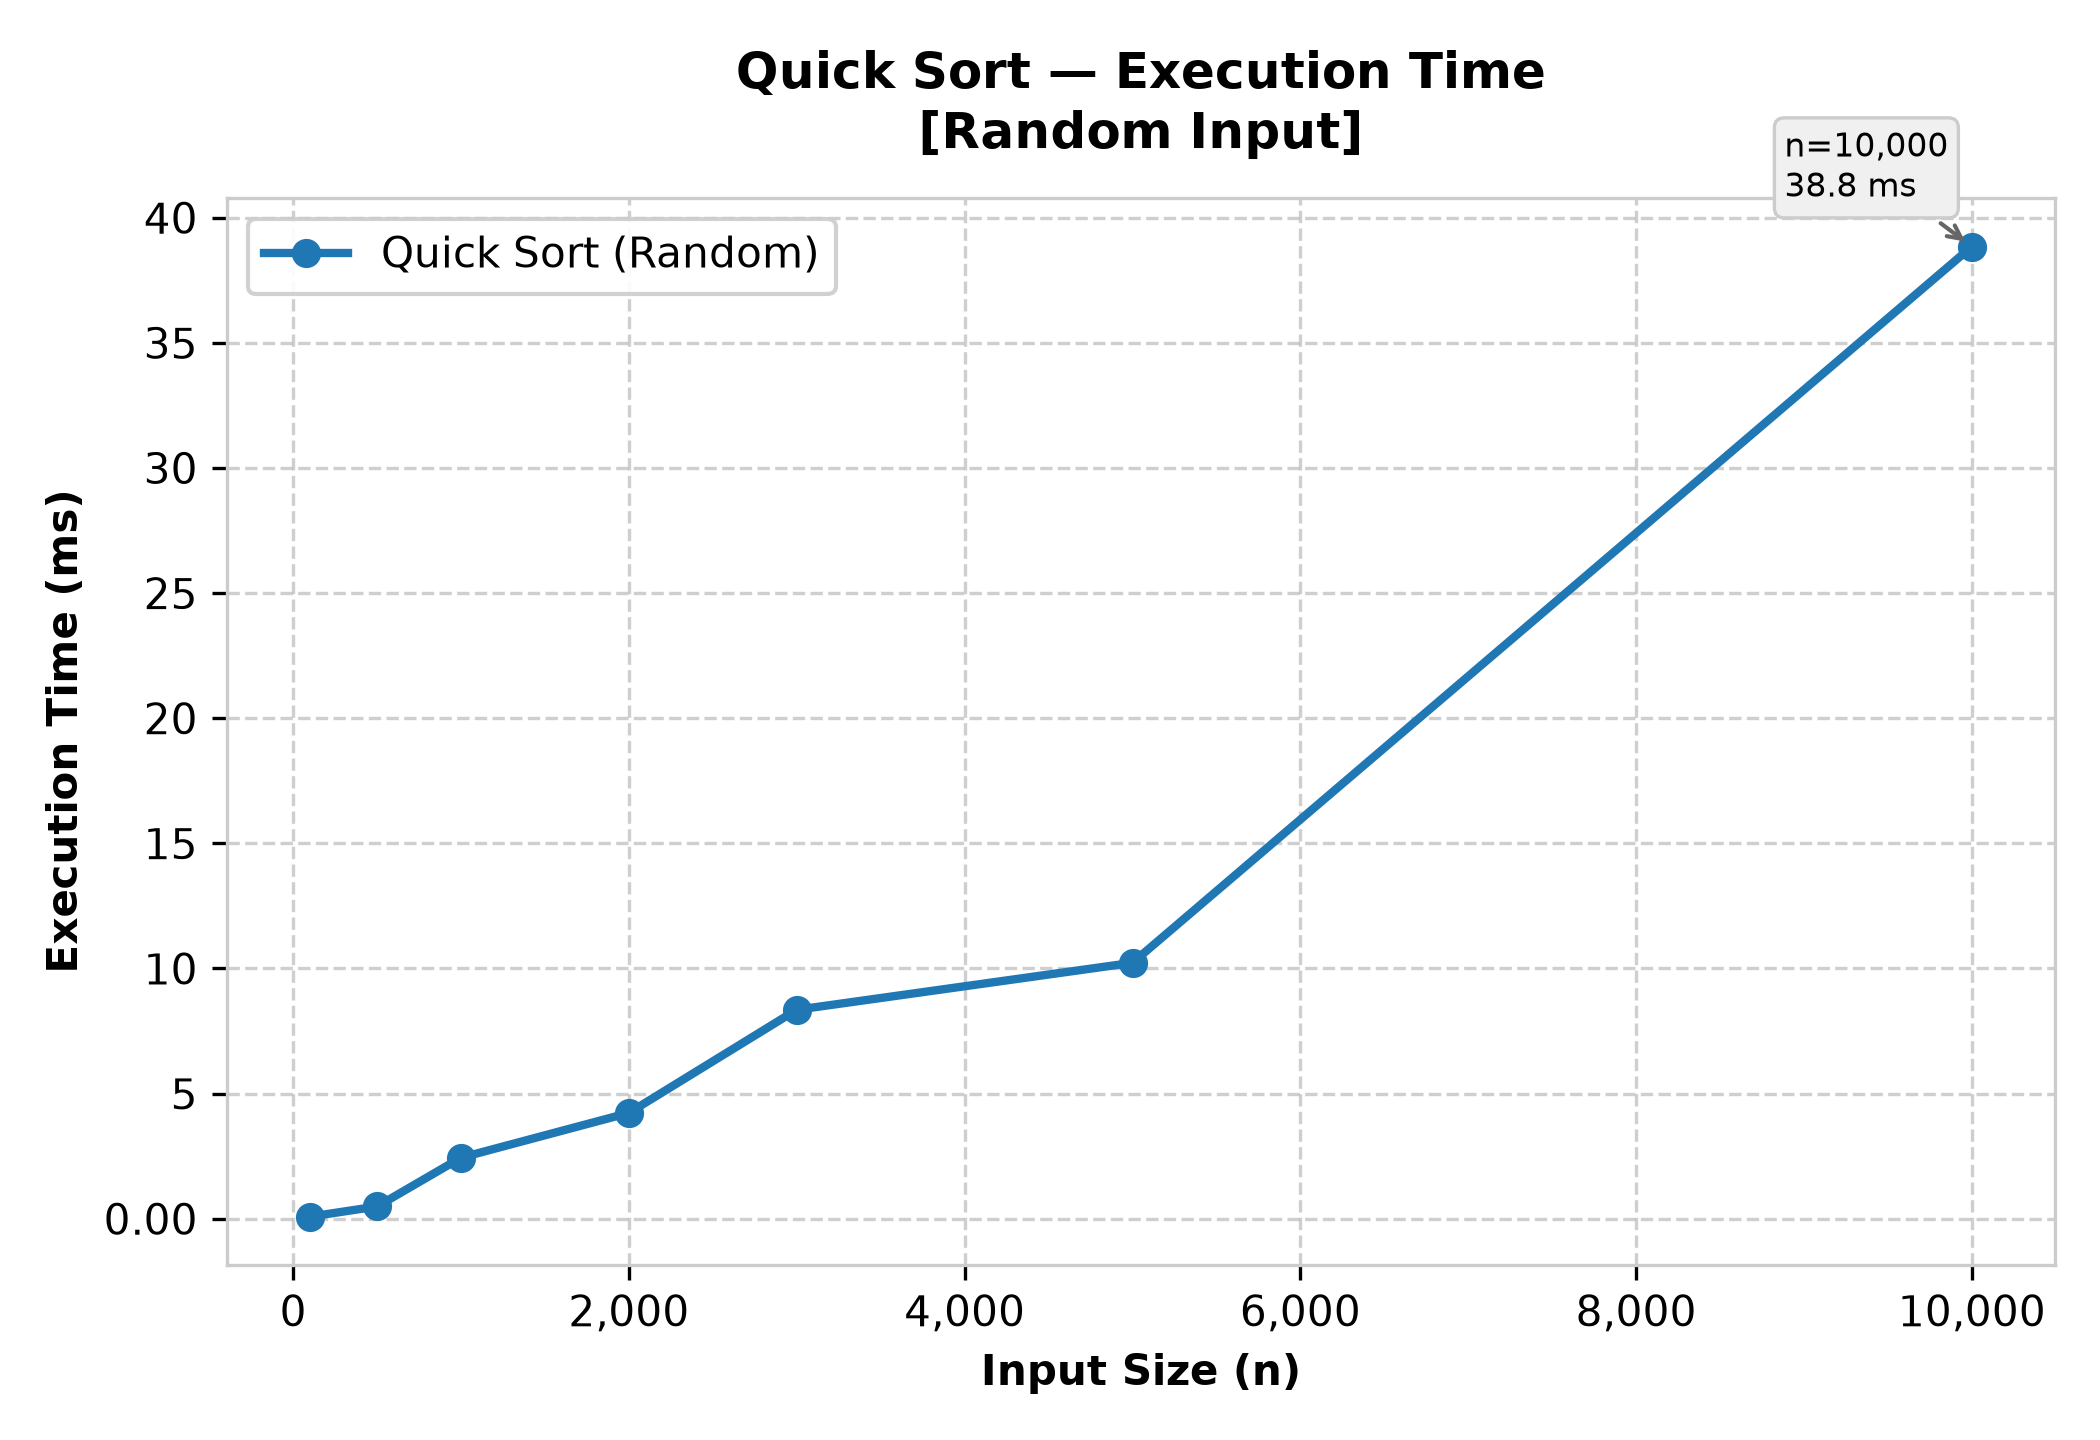 Quick Sort — Execution Time
[Random Input]
n=10,000
38.8 ms
Quick Sort (Random)
40
35
30
25
20
15
10
5
0.00
Execution Time (ms)
0 2,000 4,000 6,000 8,000 10,000
Input Size (n)